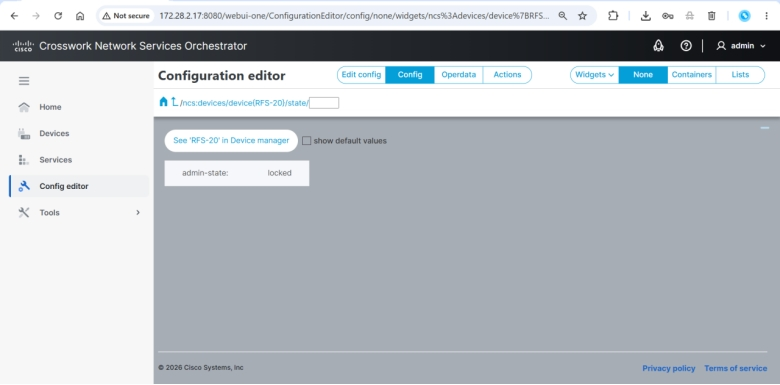 Not secure 172.28.2.17:8080/webui-one/ConfigurationEditor/config/none/widgets/ncs%3Adevices/device%7BRFS...
cisco Crosswork Network Services Orchestrator admin
Configuration editor Edit config Config Operdata Actions Widgets None Containers Lists
/ncs:devices/device{RFS-20}/state/
Home
Devices
Services
Config editor
Tools
See 'RFS-20' in Device manager show default values
admin-state: locked
© 2026 Cisco Systems, Inc Privacy policy Terms of service